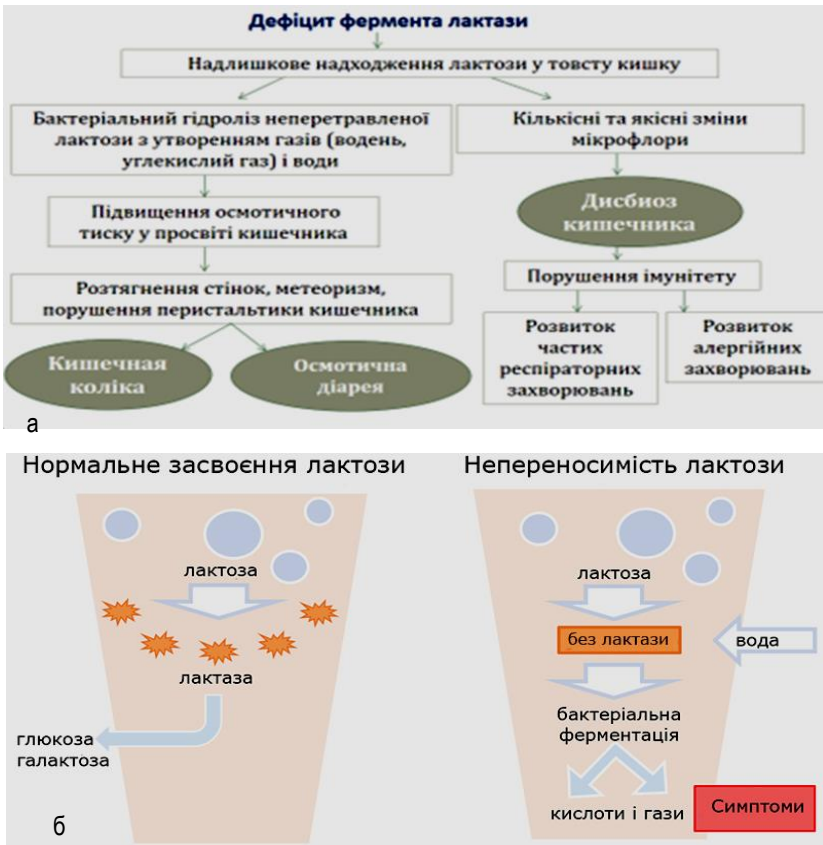 Дефіцит фермента лактази
Надлишкове надходження лактози у товсту кишку
Бактеріальний гідроліз неперетравленої
лактози з утворенням газів (водень,
углекислий газ) і води
Кількісні та якісні зміни
мікрофлори
Підвищення осмотичного
тиску у просвіті кишечника
Дисбиоз
кишечника
Розтягнення стінок, метеоризм,
порушення перистальтики кишечника
Порушення імунітету
Кишечная
коліка
Осмотична
діарея
Розвиток
частих
респіраторних
захворювань
Розвиток
алергійних
захворювань
а
Нормальне засвоєння лактози
лактоза
лактаза
глюкоза
галактоза
б
Непереносимість лактози
лактоза
без лактази
вода
бактеріальна
ферментація
кислоти і гази
Симптоми